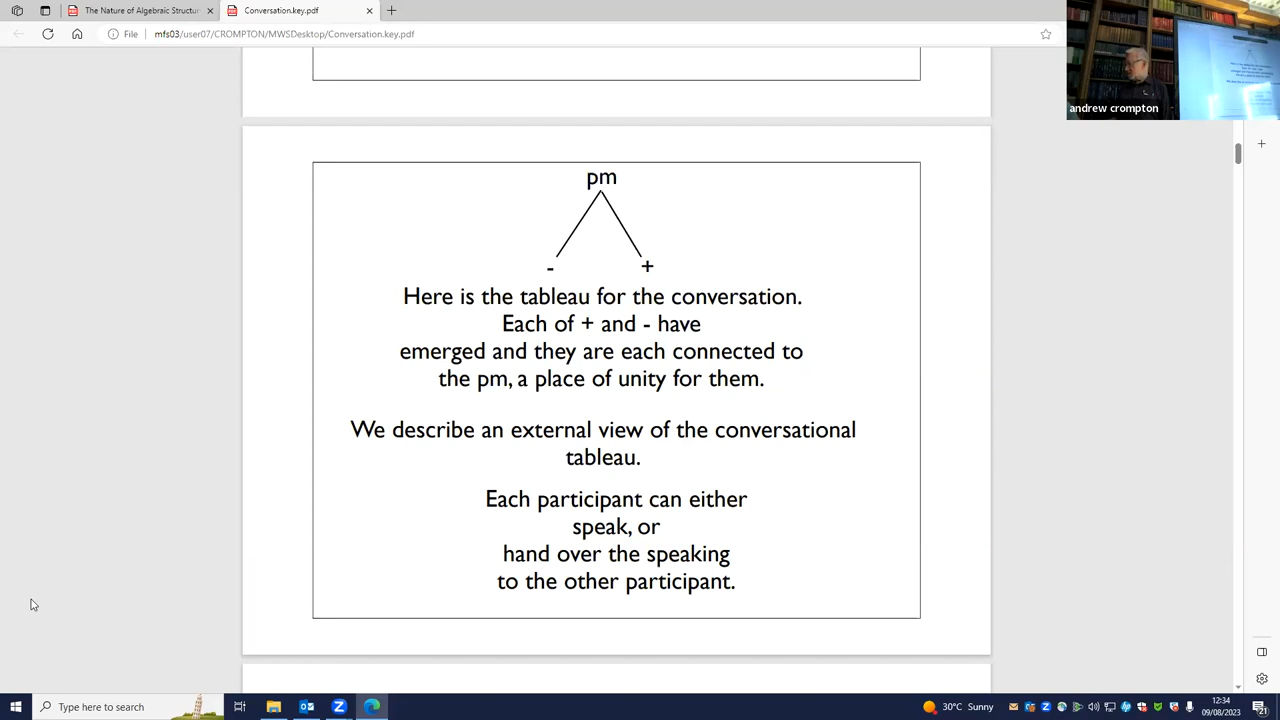 The Nature of Algebraic Structu
Conversation.key.pdf
File
mfs03/user07/CROMPTON/MWSDesktop/Conversation.key.pdf
andrew crompton
pm
- +
Here is the tableau for the conversation.
Each of + and - have
emerged and they are each connected to
the pm, a place of unity for them.
We describe an external view of the conversational
tableau.
Each participant can either
speak, or
hand over the speaking
to the other participant.
Type here to search
30°C Sunny
12:34
09/08/2023
21